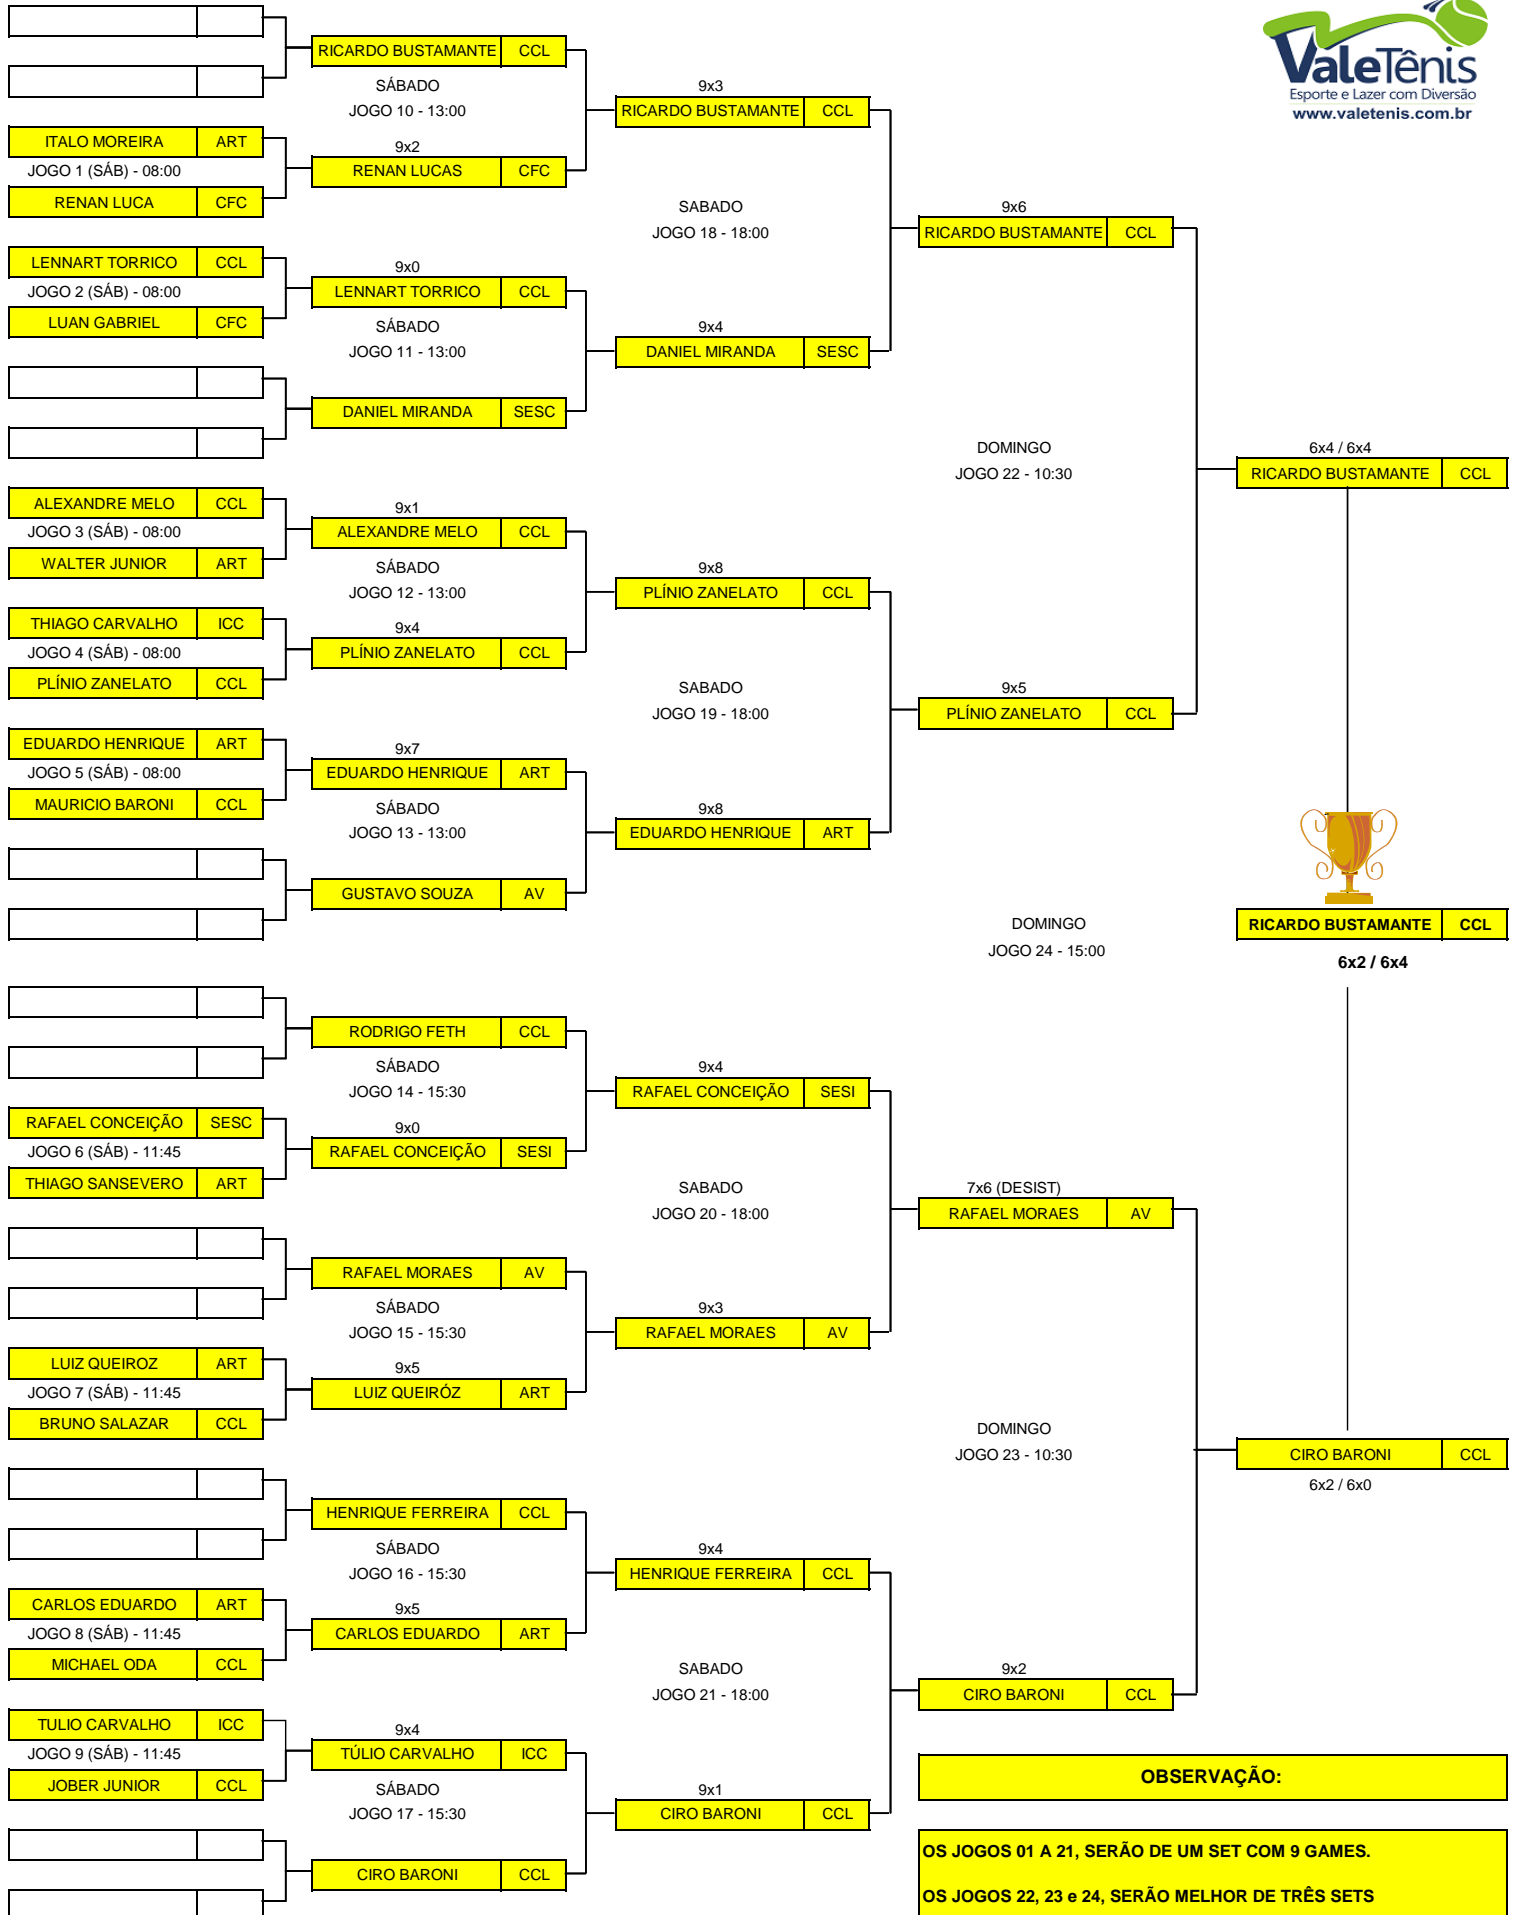 ValeTênis
Esporte e Lazer com Diversão
www.valetenis.com.br
RICARDO BUSTAMANTE CCL
SÁBADO
JOGO 10 - 13:00
9x3
RICARDO BUSTAMANTE CCL
ITALO MOREIRA ART
JOGO 1 (SÁB) - 08:00
RENAN LUCA CFC
9x2
RENAN LUCAS CFC
SABADO
JOGO 18 - 18:00
9x6
RICARDO BUSTAMANTE CCL
LENNART TORRICO CCL
JOGO 2 (SÁB) - 08:00
LUAN GABRIEL CFC
9x0
LENNART TORRICO CCL
SÁBADO
JOGO 11 - 13:00
9x4
DANIEL MIRANDA SESC
DANIEL MIRANDA SESC
DOMINGO
JOGO 22 - 10:30
6x4 / 6x4
RICARDO BUSTAMANTE CCL
ALEXANDRE MELO CCL
JOGO 3 (SÁB) - 08:00
WALTER JUNIOR ART
9x1
ALEXANDRE MELO CCL
SÁBADO
JOGO 12 - 13:00
9x8
PLÍNIO ZANELATO CCL
THIAGO CARVALHO ICC
JOGO 4 (SÁB) - 08:00
PLÍNIO ZANELATO CCL
9x4
PLÍNIO ZANELATO CCL
SABADO
JOGO 19 - 18:00
9x5
PLÍNIO ZANELATO CCL
EDUARDO HENRIQUE ART
JOGO 5 (SÁB) - 08:00
MAURICIO BARONI CCL
9x7
EDUARDO HENRIQUE ART
SÁBADO
JOGO 13 - 13:00
9x8
EDUARDO HENRIQUE ART
GUSTAVO SOUZA AV
DOMINGO
JOGO 24 - 15:00
RICARDO BUSTAMANTE CCL
6x2 / 6x4
RODRIGO FETH CCL
SÁBADO
JOGO 14 - 15:30
9x4
RAFAEL CONCEIÇÃO SESI
RAFAEL CONCEIÇÃO SESC
JOGO 6 (SÁB) - 11:45
THIAGO SANSEVERO ART
9x0
RAFAEL CONCEIÇÃO SESI
SABADO
JOGO 20 - 18:00
7x6 (DESIST)
RAFAEL MORAES AV
RAFAEL MORAES AV
SÁBADO
JOGO 15 - 15:30
9x3
RAFAEL MORAES AV
LUIZ QUEIROZ ART
JOGO 7 (SÁB) - 11:45
BRUNO SALAZAR CCL
9x5
LUIZ QUEIRÓZ ART
DOMINGO
JOGO 23 - 10:30
CIRO BARONI CCL
6x2 / 6x0
HENRIQUE FERREIRA CCL
SÁBADO
JOGO 16 - 15:30
9x4
HENRIQUE FERREIRA CCL
CARLOS EDUARDO ART
JOGO 8 (SÁB) - 11:45
MICHAEL ODA CCL
9x5
CARLOS EDUARDO ART
SABADO
JOGO 21 - 18:00
9x2
CIRO BARONI CCL
TULIO CARVALHO ICC
JOGO 9 (SÁB) - 11:45
JOBER JUNIOR CCL
9x4
TÚLIO CARVALHO ICC
SÁBADO
JOGO 17 - 15:30
9x1
CIRO BARONI CCL
CIRO BARONI CCL
OBSERVAÇÃO:
OS JOGOS 01 A 21, SERÃO DE UM SET COM 9 GAMES.
OS JOGOS 22, 23 e 24, SERÃO MELHOR DE TRÊS SETS